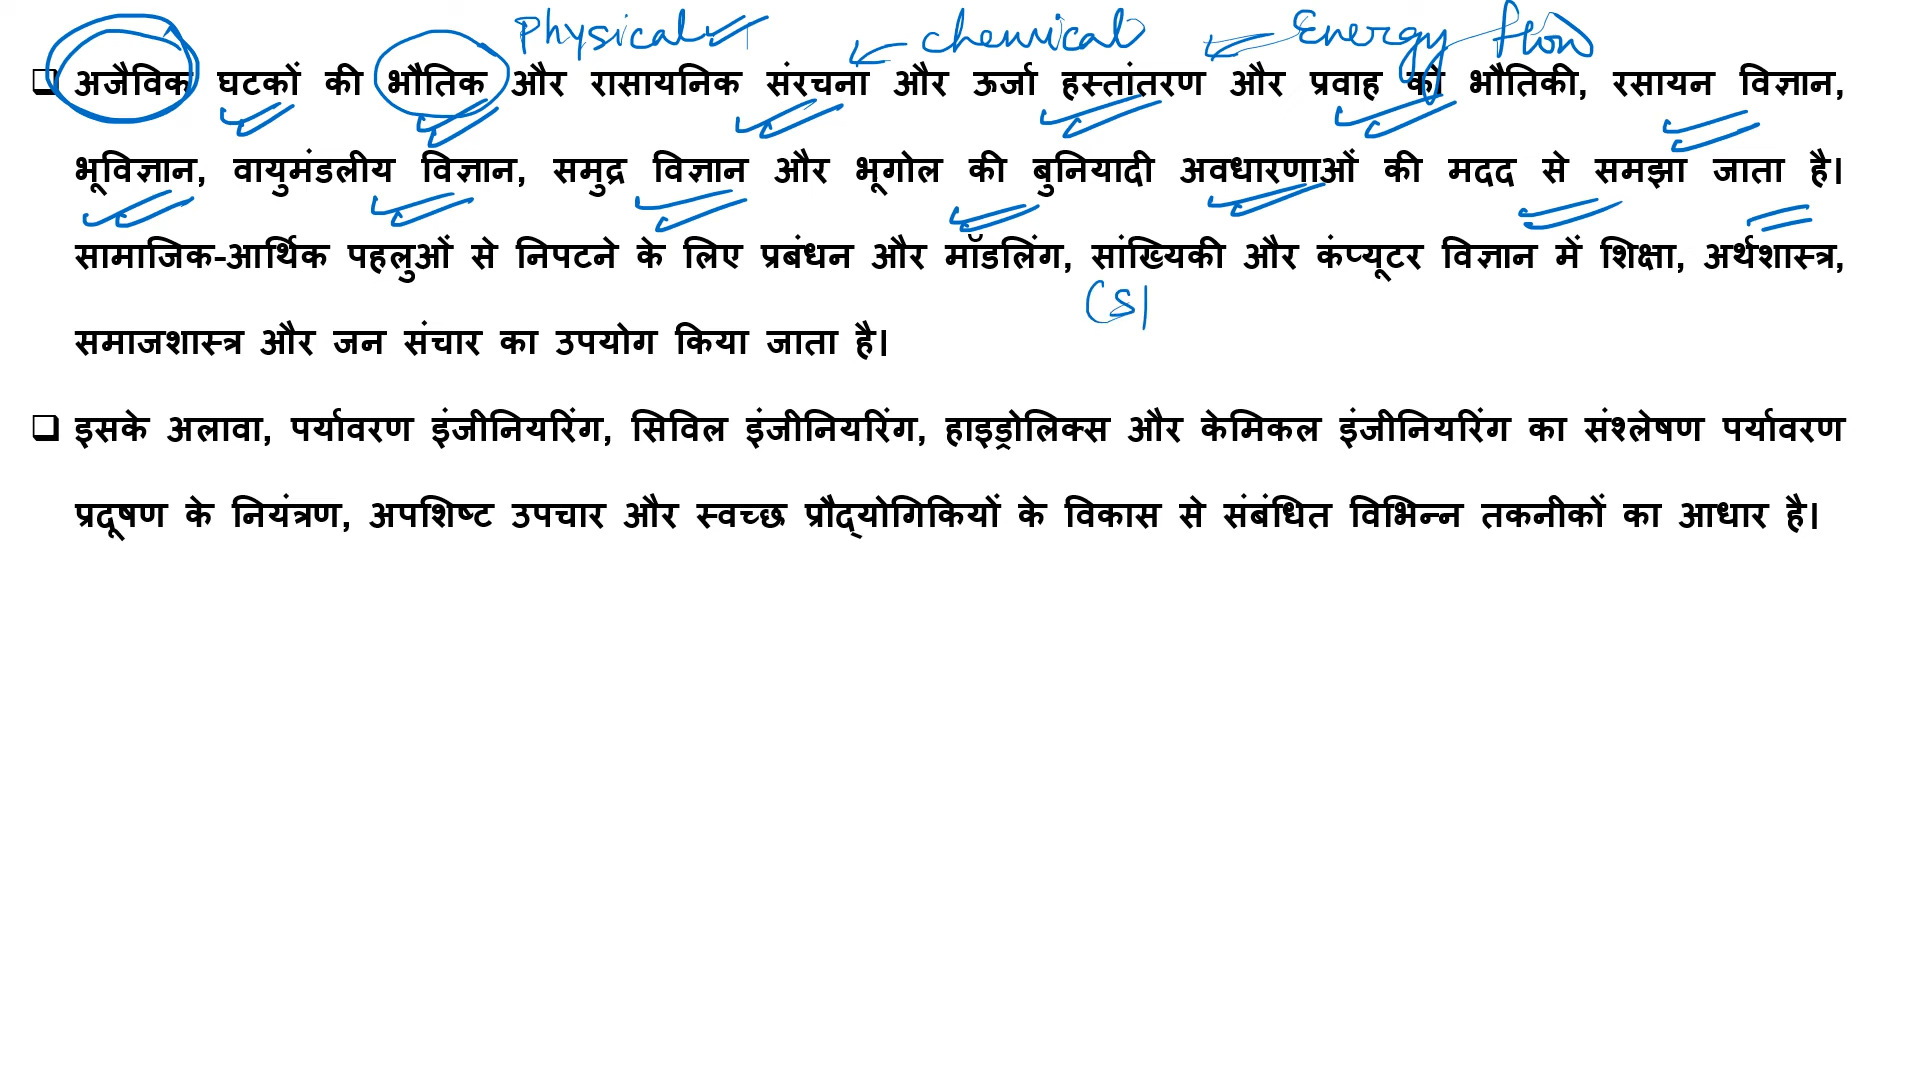 Physical chemical Energy flow
❑ अजैविक घटकों की भौतिक और रासायनिक संरचना और ऊर्जा हस्तांतरण और प्रवाह को भौतिकी, रसायन विज्ञान,
भूविज्ञान, वायुमंडलीय विज्ञान, समुद्र विज्ञान और भूगोल की बुनियादी अवधारणाओं की मदद से समझा जाता है।
सामाजिक-आर्थिक पहलुओं से निपटने के लिए प्रबंधन और मॉडलिंग, सांख्यिकी और कंप्यूटर विज्ञान में शिक्षा, अर्थशास्त्र,
समाजशास्त्र और जन संचार का उपयोग किया जाता है।
❑ इसके अलावा, पर्यावरण इंजीनियरिंग, सिविल इंजीनियरिंग, हाइड्रोलिक्स और केमिकल इंजीनियरिंग का संश्लेषण पर्यावरण
प्रदूषण के नियंत्रण, अपशिष्ट उपचार और स्वच्छ प्रौद्योगिकियों के विकास से संबंधित विभिन्न तकनीकों का आधार है।